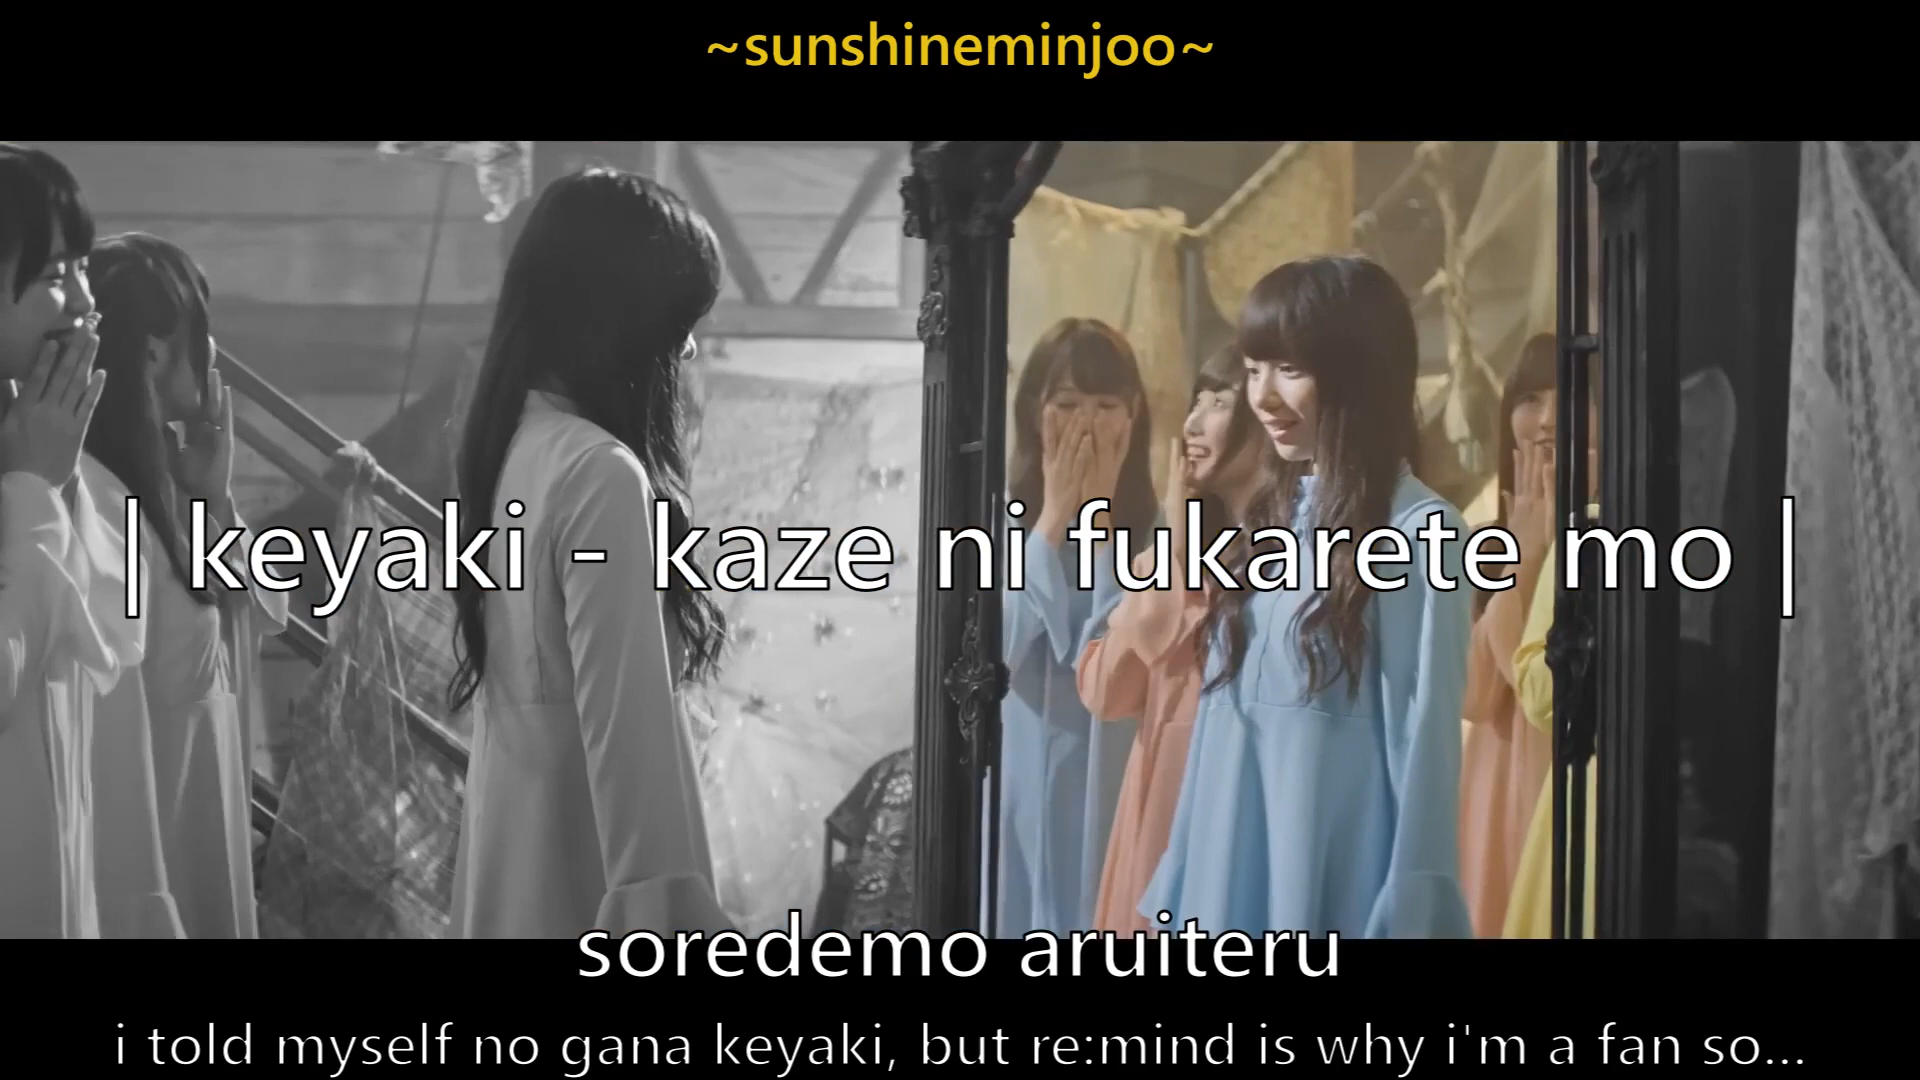 ~sunshineminjoo~
| keyaki - kaze ni fukarete mo |
soredemo aruiteru
i told myself no gana keyaki, but re:mind is why i'm a fan so...